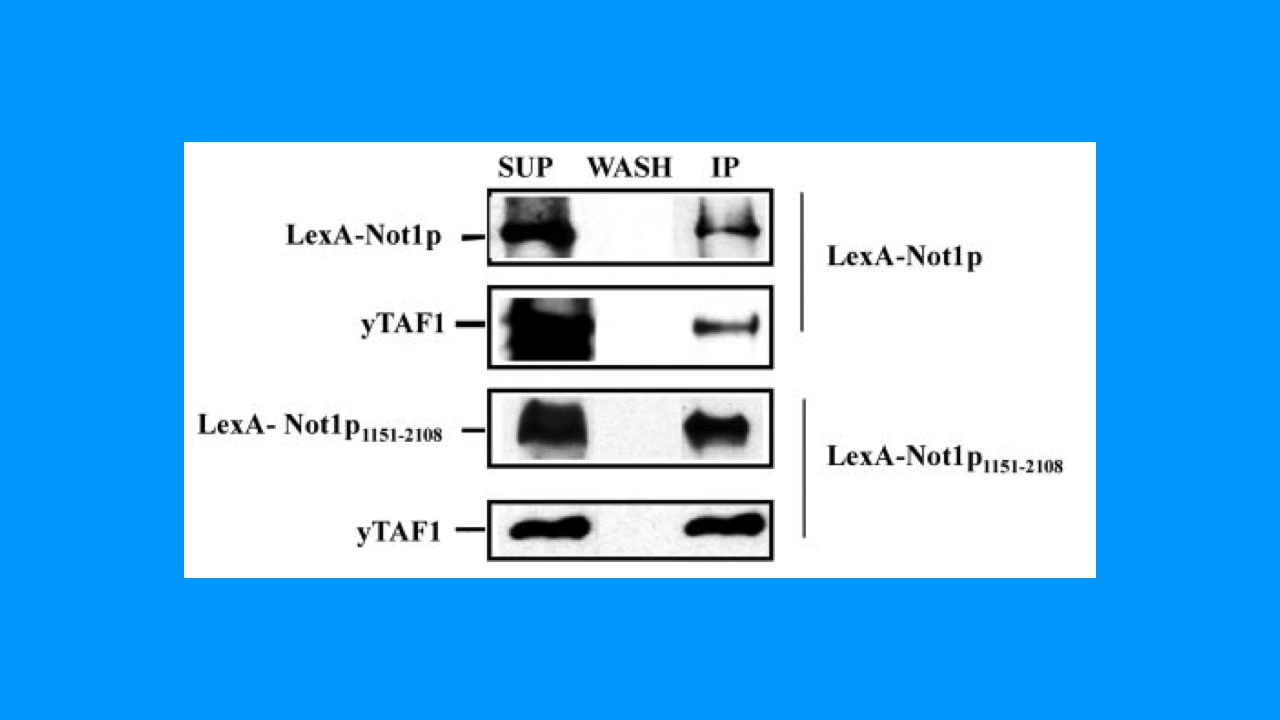 SUP WASH IP
LexA-Not1p
LexA-Not1p
yTAF1
LexA- Not1p1151-2108
LexA-Not1p1151-2108
yTAF1